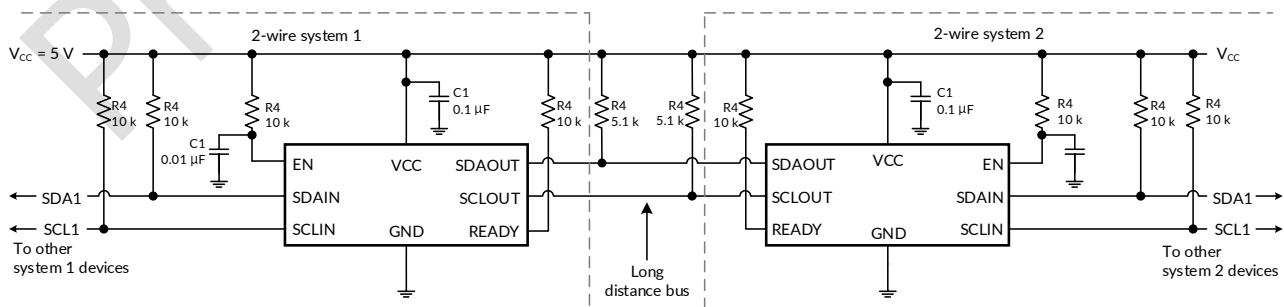 PR
2-wire system 1
2-wire system 2
VCC = 5 V
VCC
R4
10 k
R4
10 k
R4
10 k
C1
0.01 µF
C1
0.1 µF
R4
10 k
R4
5.1 k
R4
5.1 k
R4
10 k
C1
0.1 µF
R4
10 k
R4
10 k
R4
10 k
EN
VCC
SDAOUT
SDAIN
SCLOUT
SCLIN
GND
READY
SDAOUT
VCC
EN
SCLOUT
SDAIN
READY
GND
SCLIN
SDA1
SCL1
To other
system 1 devices
Long
distance bus
SDA1
SCL1
To other
system 2 devices